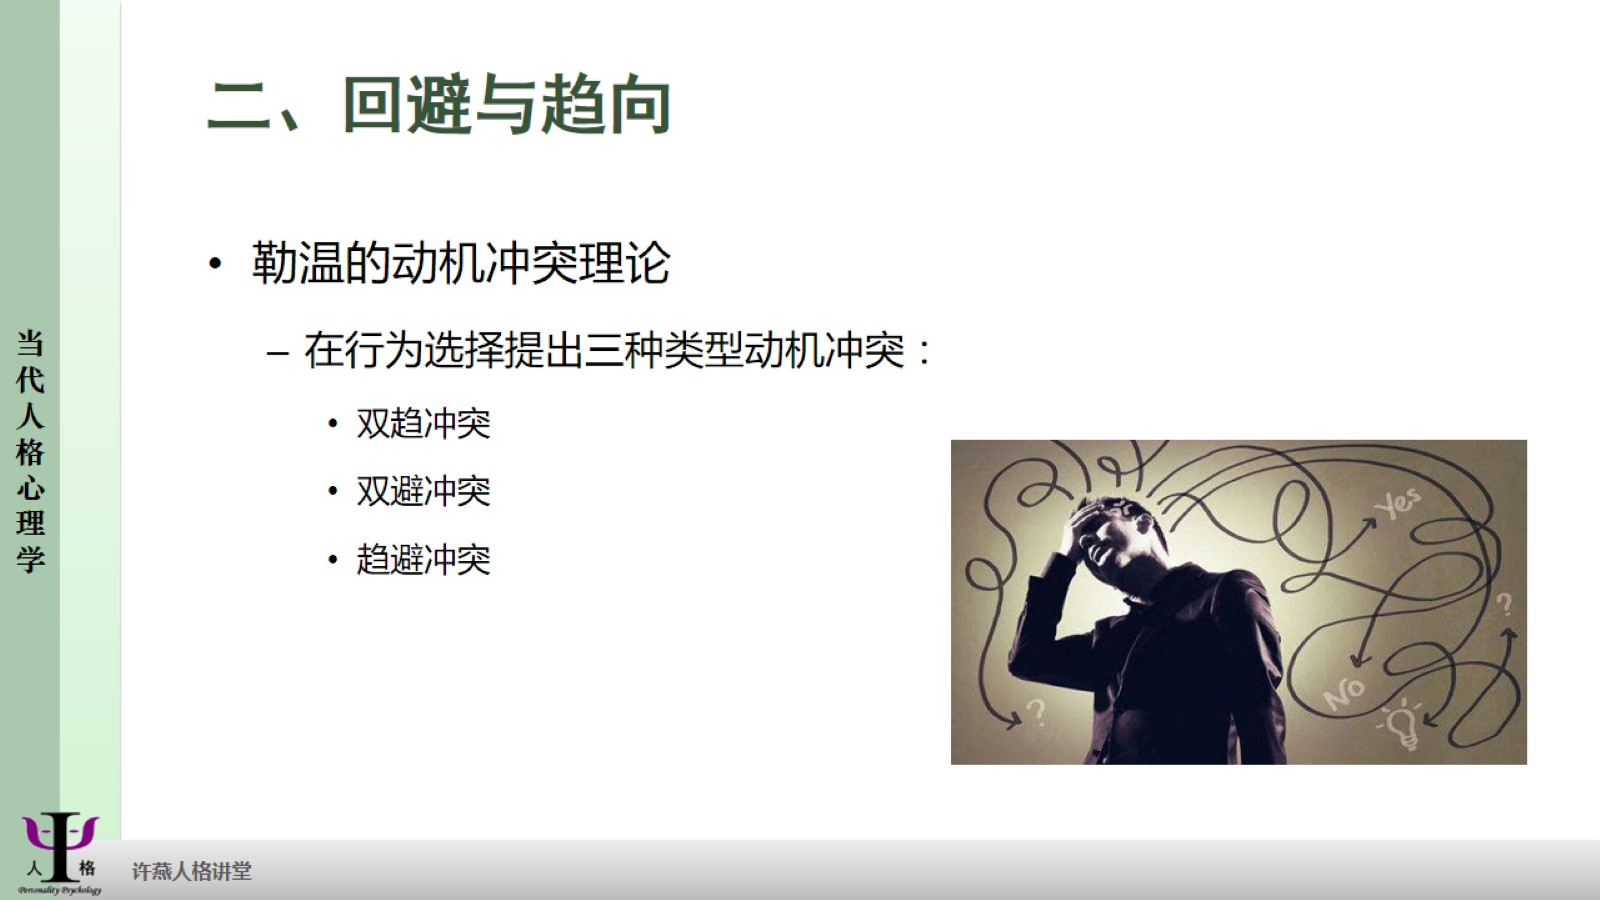 二、回避与趋向
• 勒温的动机冲突理论
– 在行为选择提出三种类型动机冲突：
• 双趋冲突
• 双避冲突
• 趋避冲突
Yes
?
No
?
当代人格心理学
人格
Personality Psychology
许燕人格讲堂